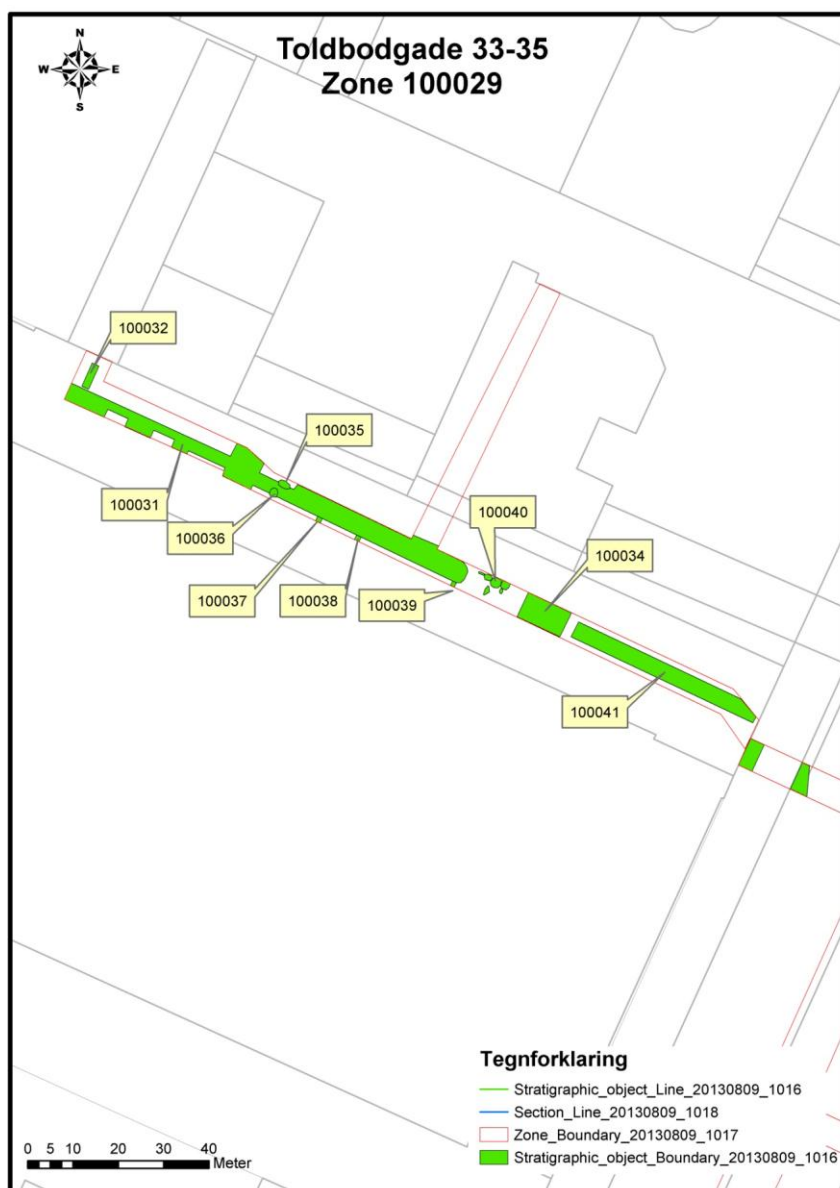 Toldbodgade 33-35
Zone 100029
N
W E
S
100032
100035
100031
100036
100040
100034
100037
100038
100039
100041
Tegnforklaring
Stratigraphic_object_Line_20130809_1016
Section_Line_20130809_1018
Zone_Boundary_20130809_1017
Stratigraphic_object_Boundary_20130809_1016
0 5 10 20 30 40
Meter